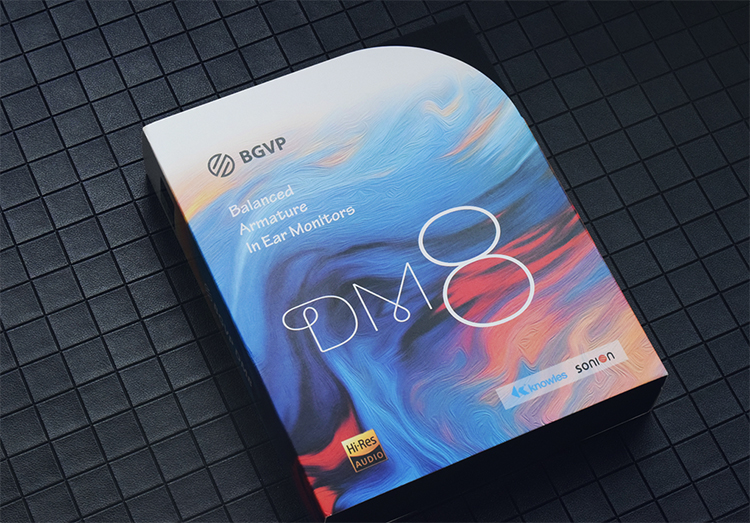 BGVP
Balanced
Armature
In Ear Monitors
DM8
knowles sonion
Hi-Res
AUDIO